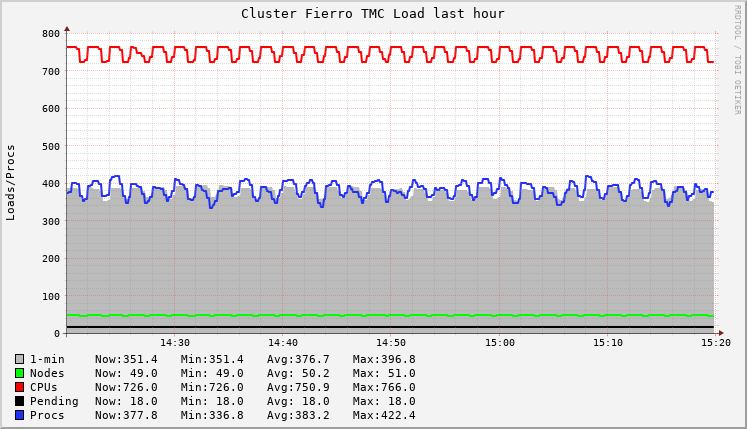 Cluster Fierro TMC Load last hour
RRDTOOL / TOBI OETIKER
Loads/Procs
800
700
600
500
400
300
200
100
0
14:30 14:40 14:50 15:00 15:10 15:20
1-min Now:351.4 Min:351.4 Avg:376.7 Max:396.8
Nodes Now: 49.0 Min: 49.0 Avg: 50.2 Max: 51.0
CPUs Now:726.0 Min:726.0 Avg:750.9 Max:766.0
Pending Now: 18.0 Min: 18.0 Avg: 18.0 Max: 18.0
Procs Now:377.8 Min:336.8 Avg:383.2 Max:422.4